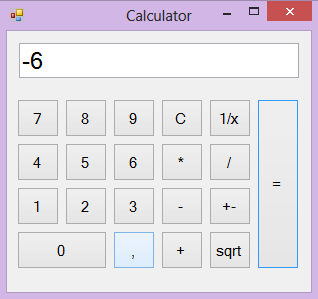 Calculator
-6
7 8 9 C 1/x
4 5 6 * / =
1 2 3 - +-
0 , + sqrt